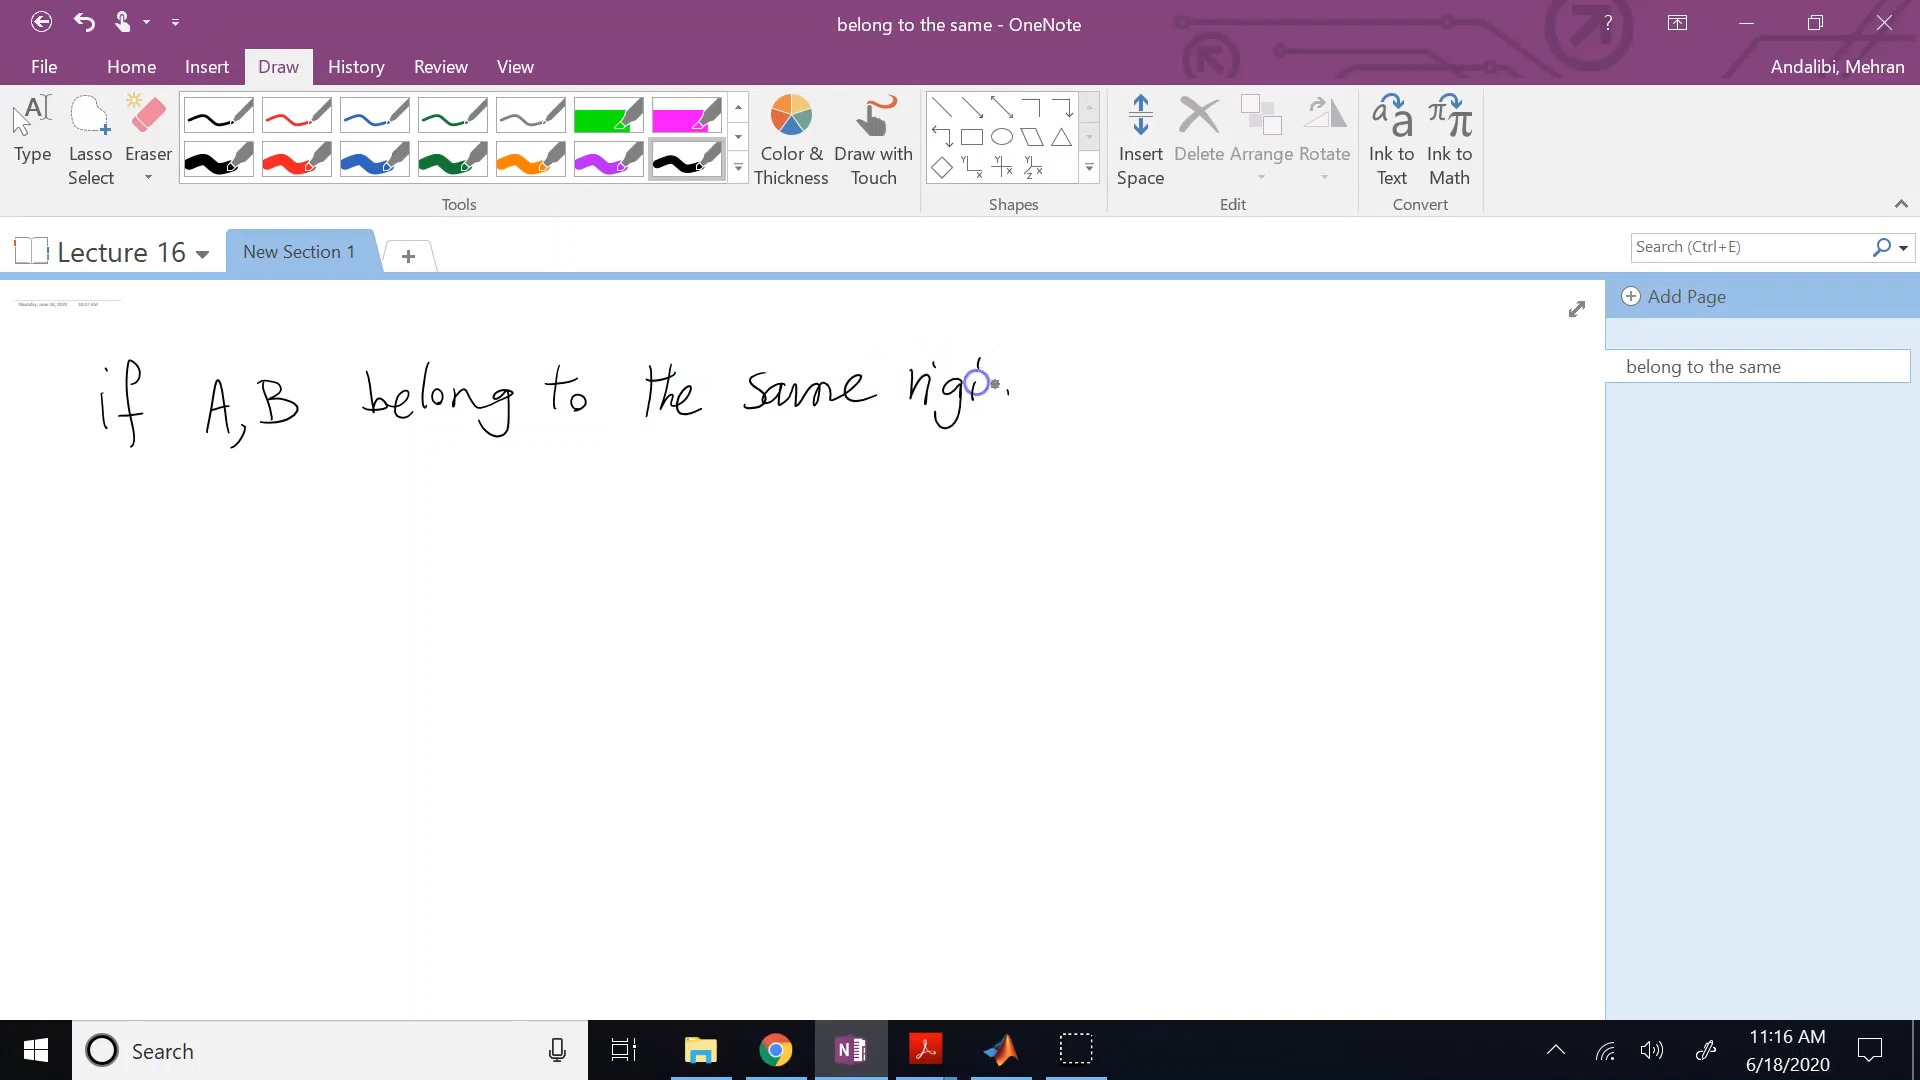 belong to the same - OneNote
?
File Home Insert Draw History Review View
Andalibi, Mehran
Type
Lasso Select
Eraser
Color & Thickness
Draw with Touch
Insert Space
Delete
Arrange
Rotate
Ink to Text
Ink to Math
Tools
Shapes
Edit
Convert
Lecture 16
New Section 1
Search (Ctrl+E)
Add Page
belong to the same
if A, B belong to the same
Search
11:16 AM
6/18/2020